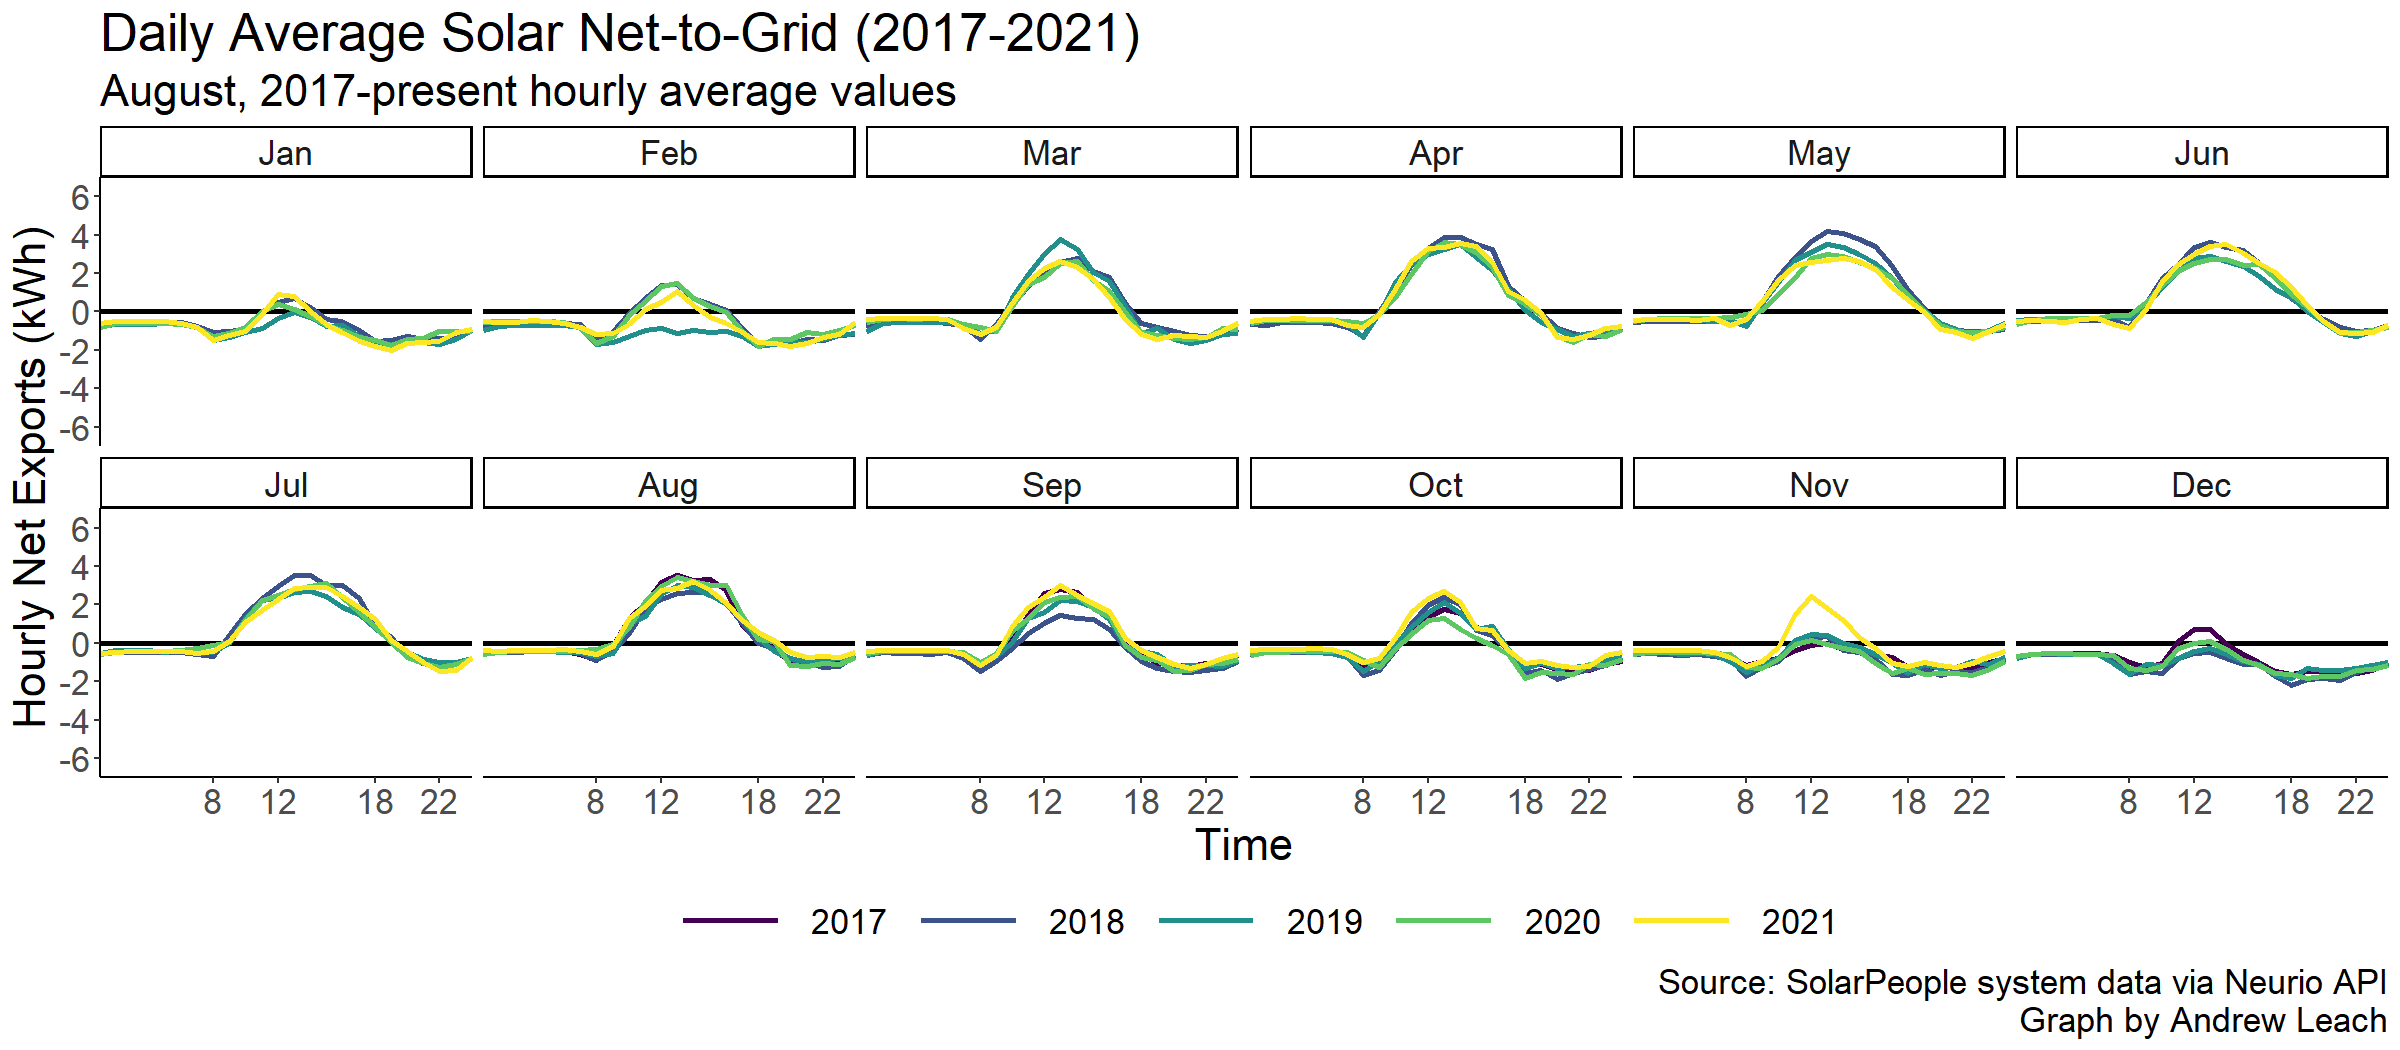 Daily Average Solar Net-to-Grid (2017-2021)
August, 2017-present hourly average values
Jan Feb Mar Apr May Jun
6
4
2
0
-2
-4
-6
Hourly Net Exports (kWh)
Jul Aug Sep Oct Nov Dec
6
4
2
0
-2
-4
-6
8 12 18 22 8 12 18 22 8 12 18 22 8 12 18 22 8 12 18 22 8 12 18 22
Time
2017 2018 2019 2020 2021
Source: SolarPeople system data via Neurio API
Graph by Andrew Leach